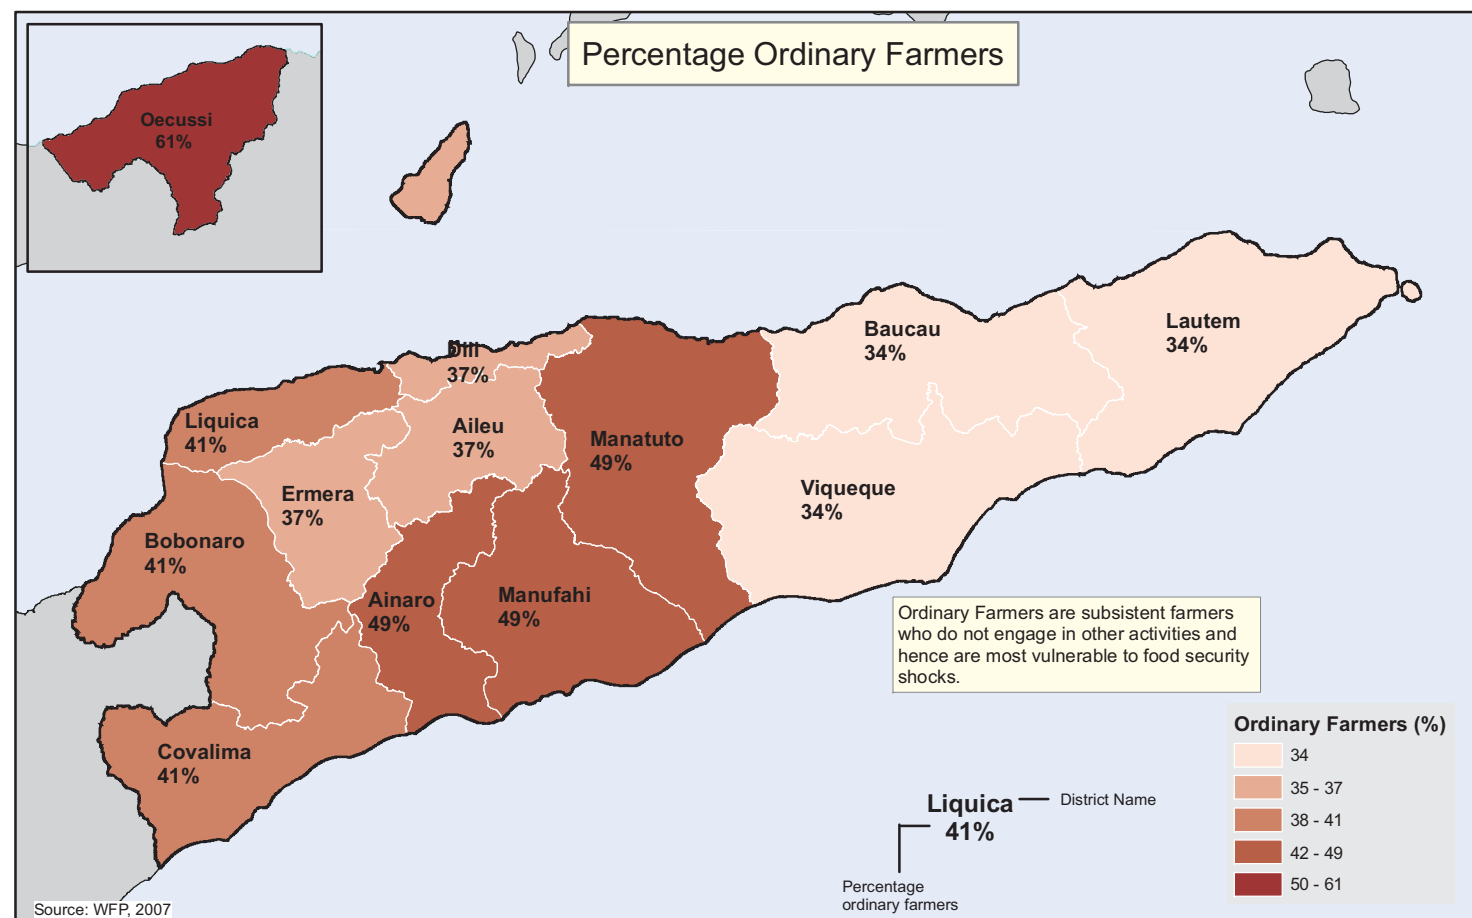 Percentage Ordinary Farmers
Oecussi
61%
Baucau
34%
Lautem
34%
Dili
37%
Liquica
41%
Aileu
37%
Manatuto
49%
Ermera
37%
Viqueque
34%
Bobonaro
41%
Ainaro
49%
Manufahi
49%
Covalima
41%
Ordinary Farmers are subsistent farmers
who do not engage in other activities and
hence are most vulnerable to food security
shocks.
Ordinary Farmers (%)
34
35 - 37
38 - 41
42 - 49
50 - 61
Liquica
41%
District Name
Percentage
ordinary farmers
Source: WFP, 2007